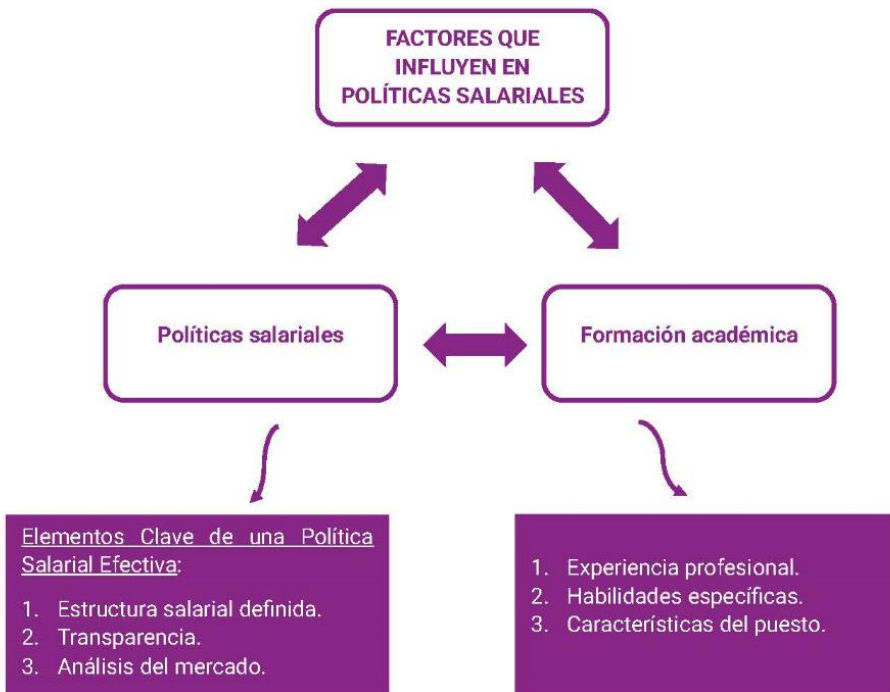 FACTORES QUE
INFLUYEN EN
POLÍTICAS SALARIALES
Políticas salariales
Formación académica
Elementos Clave de una Política
Salarial Efectiva:
1. Estructura salarial definida.
2. Transparencia.
3. Análisis del mercado.
1. Experiencia profesional.
2. Habilidades específicas.
3. Características del puesto.